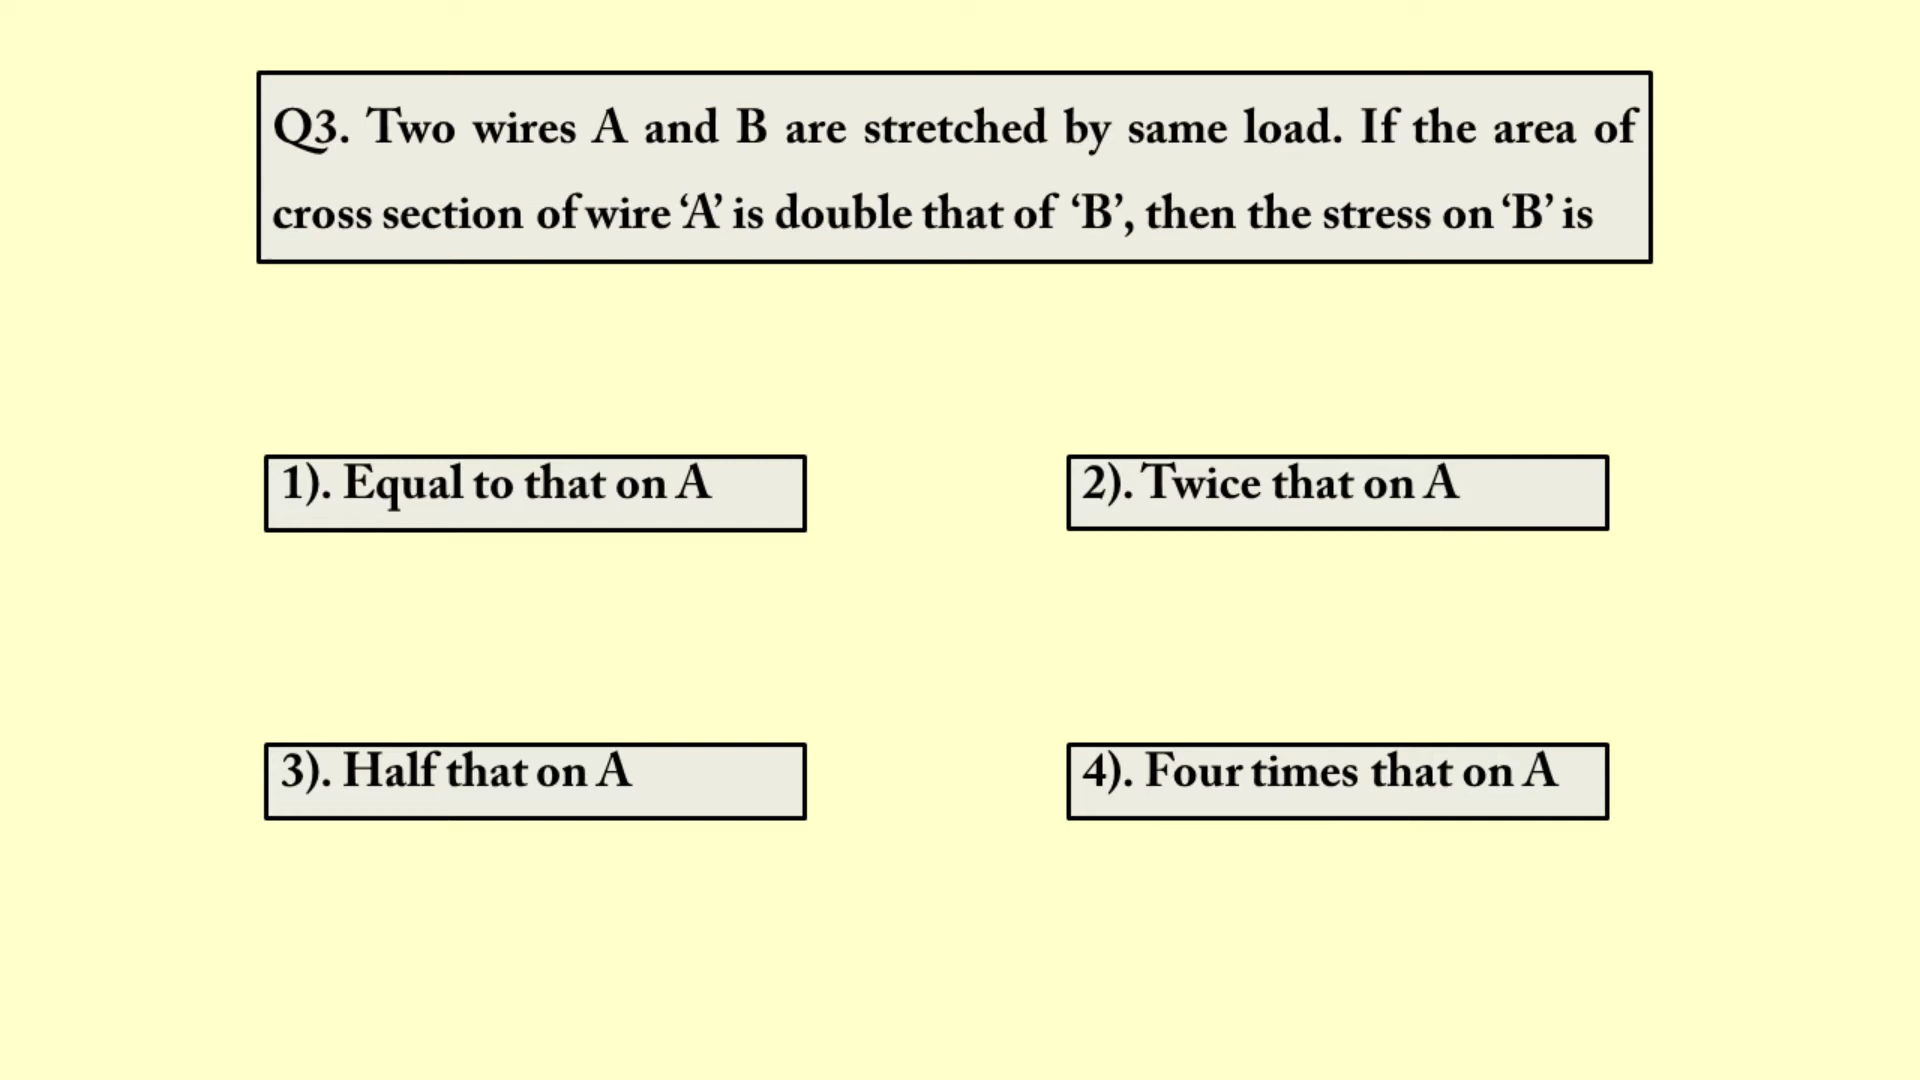 Q3. Two wires A and B are stretched by same load. If the area of
cross section of wire ‘A’ is double that of ‘B’, then the stress on ‘B’ is
1). Equal to that on A
2). Twice that on A
3). Half that on A
4). Four times that on A